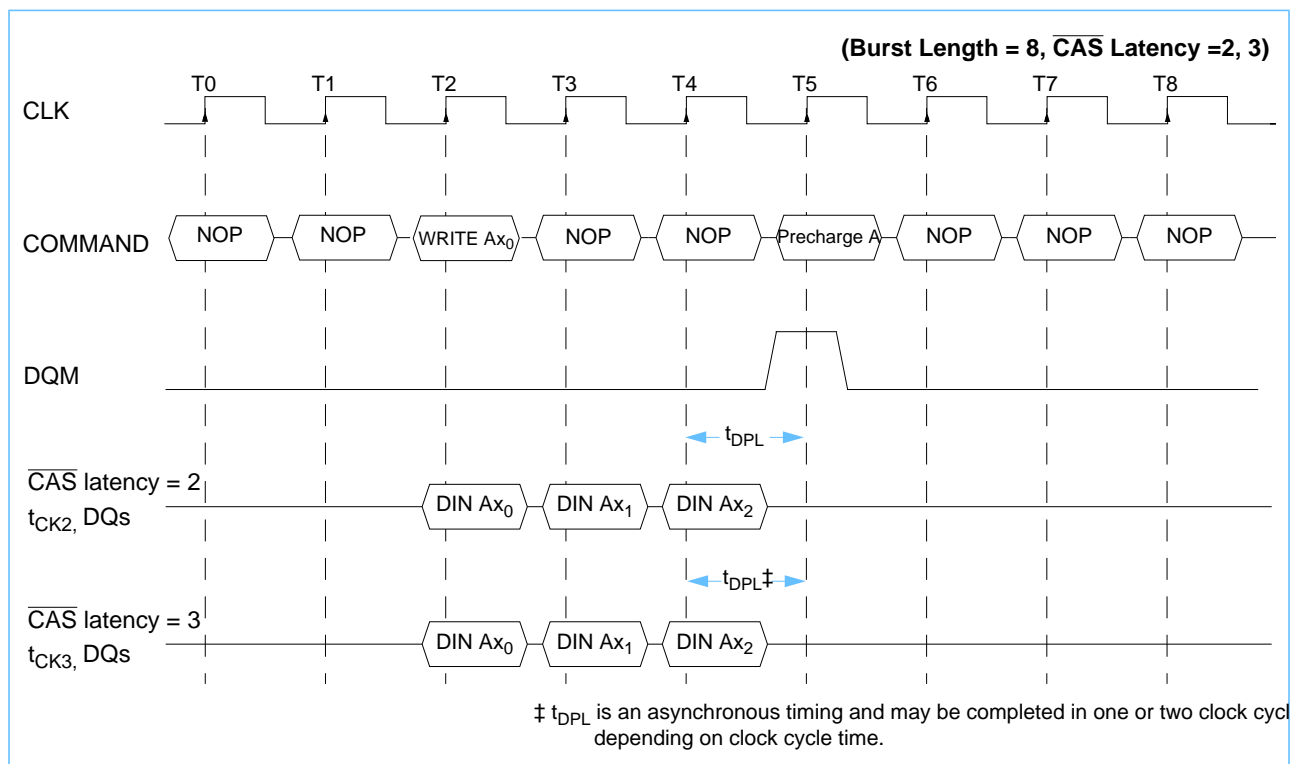 (Burst Length = 8, CAS Latency =2, 3)
T0 T1 T2 T3 T4 T5 T6 T7 T8
CLK
COMMAND NOP NOP WRITE Ax0 NOP NOP Precharge A NOP NOP NOP
DQM
tDPL
CAS latency = 2
tCK2, DQs
DIN Ax0 DIN Ax1 DIN Ax2
tDPL‡
CAS latency = 3
tCK3, DQs
DIN Ax0 DIN Ax1 DIN Ax2
‡ tDPL is an asynchronous timing and may be completed in one or two clock cycl
depending on clock cycle time.